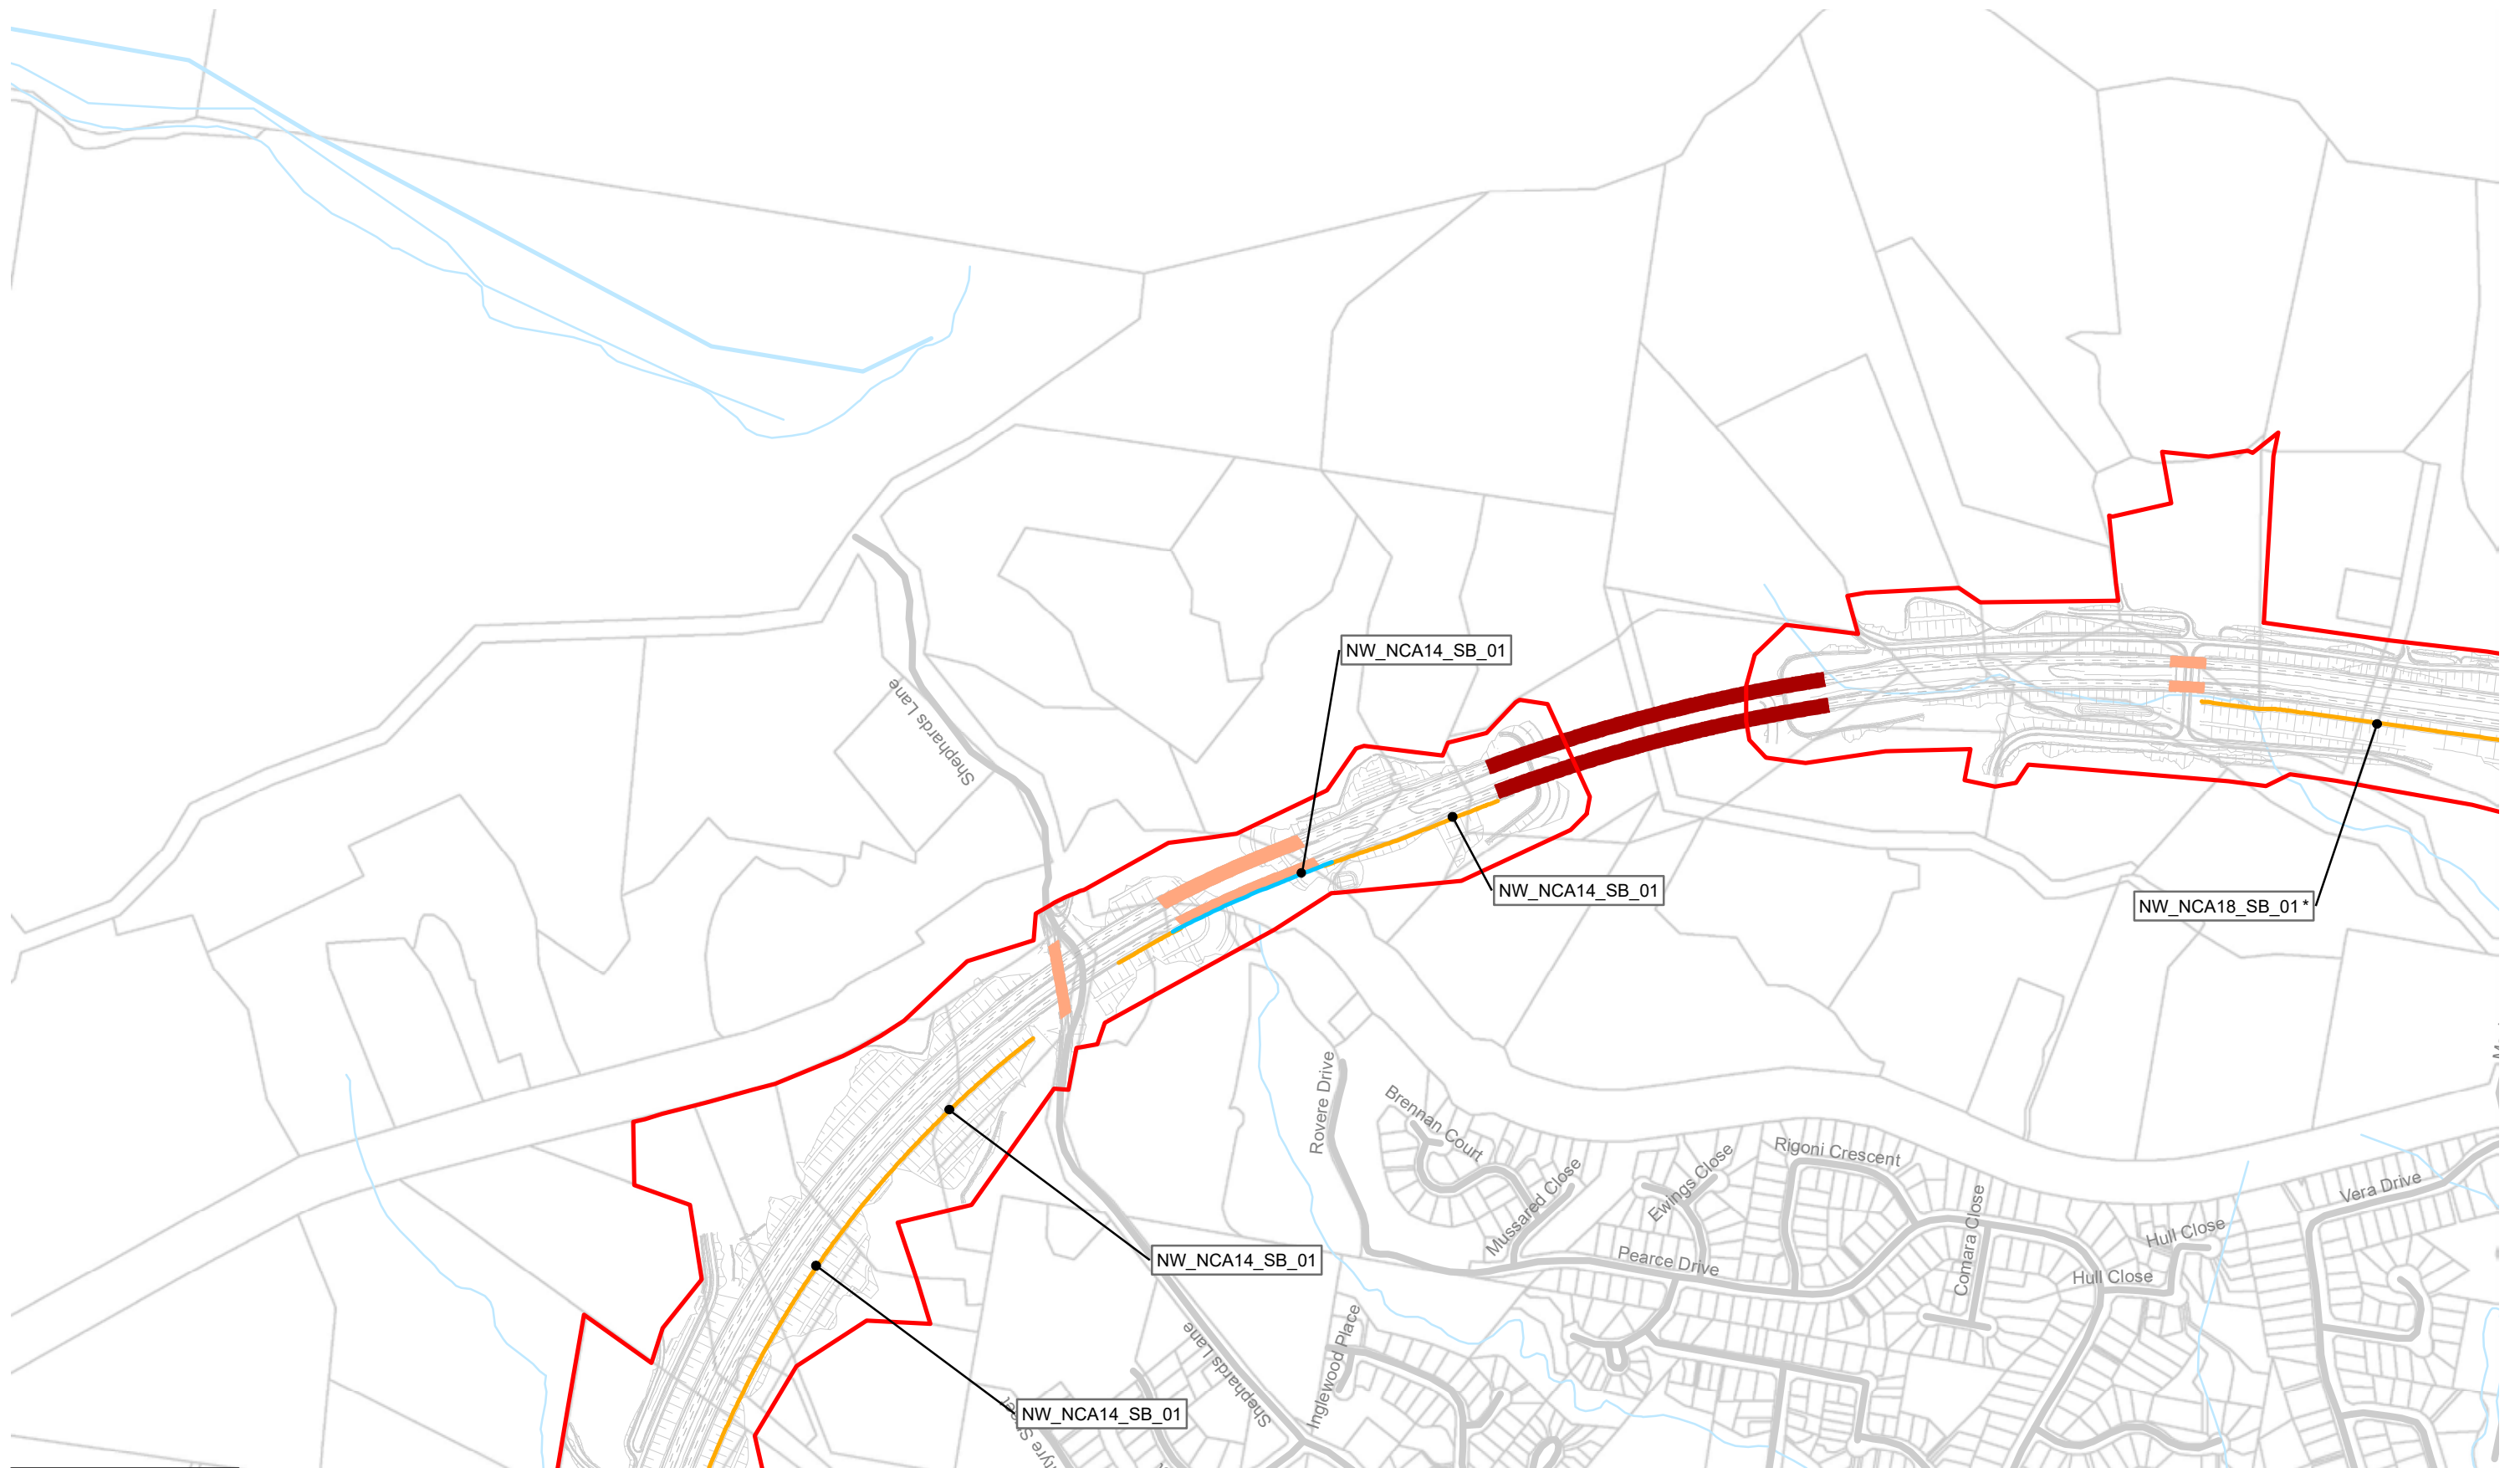 NW_NCA14_SB_01
Shephards Lane
NW_NCA14_SB_01
NW_NCA18_SB_01*
Rovere Drive
Brennan Court
Mussared Close
Ewings Close
Rigoni Crescent
Comara Close
Vera Drive
Hull Close
Pearce Drive
Hull Close
NW_NCA14_SB_01
Shephards Lane
Inglewood Place
NW_NCA14_SB_01